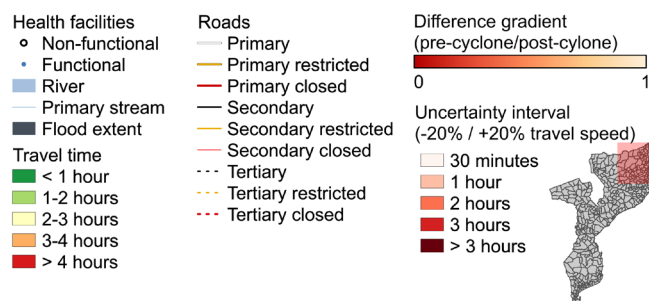 Health facilities
Non-functional
Functional
River
Primary stream
Flood extent
Travel time
< 1 hour
1-2 hours
2-3 hours
3-4 hours
> 4 hours
Roads
Primary
Primary restricted
Primary closed
Secondary
Secondary restricted
Secondary closed
Tertiary
Tertiary restricted
Tertiary closed
Difference gradient
(pre-cyclone/post-cylone)
0 1
Uncertainty interval
(-20% / +20% travel speed)
30 minutes
1 hour
2 hours
3 hours
> 3 hours